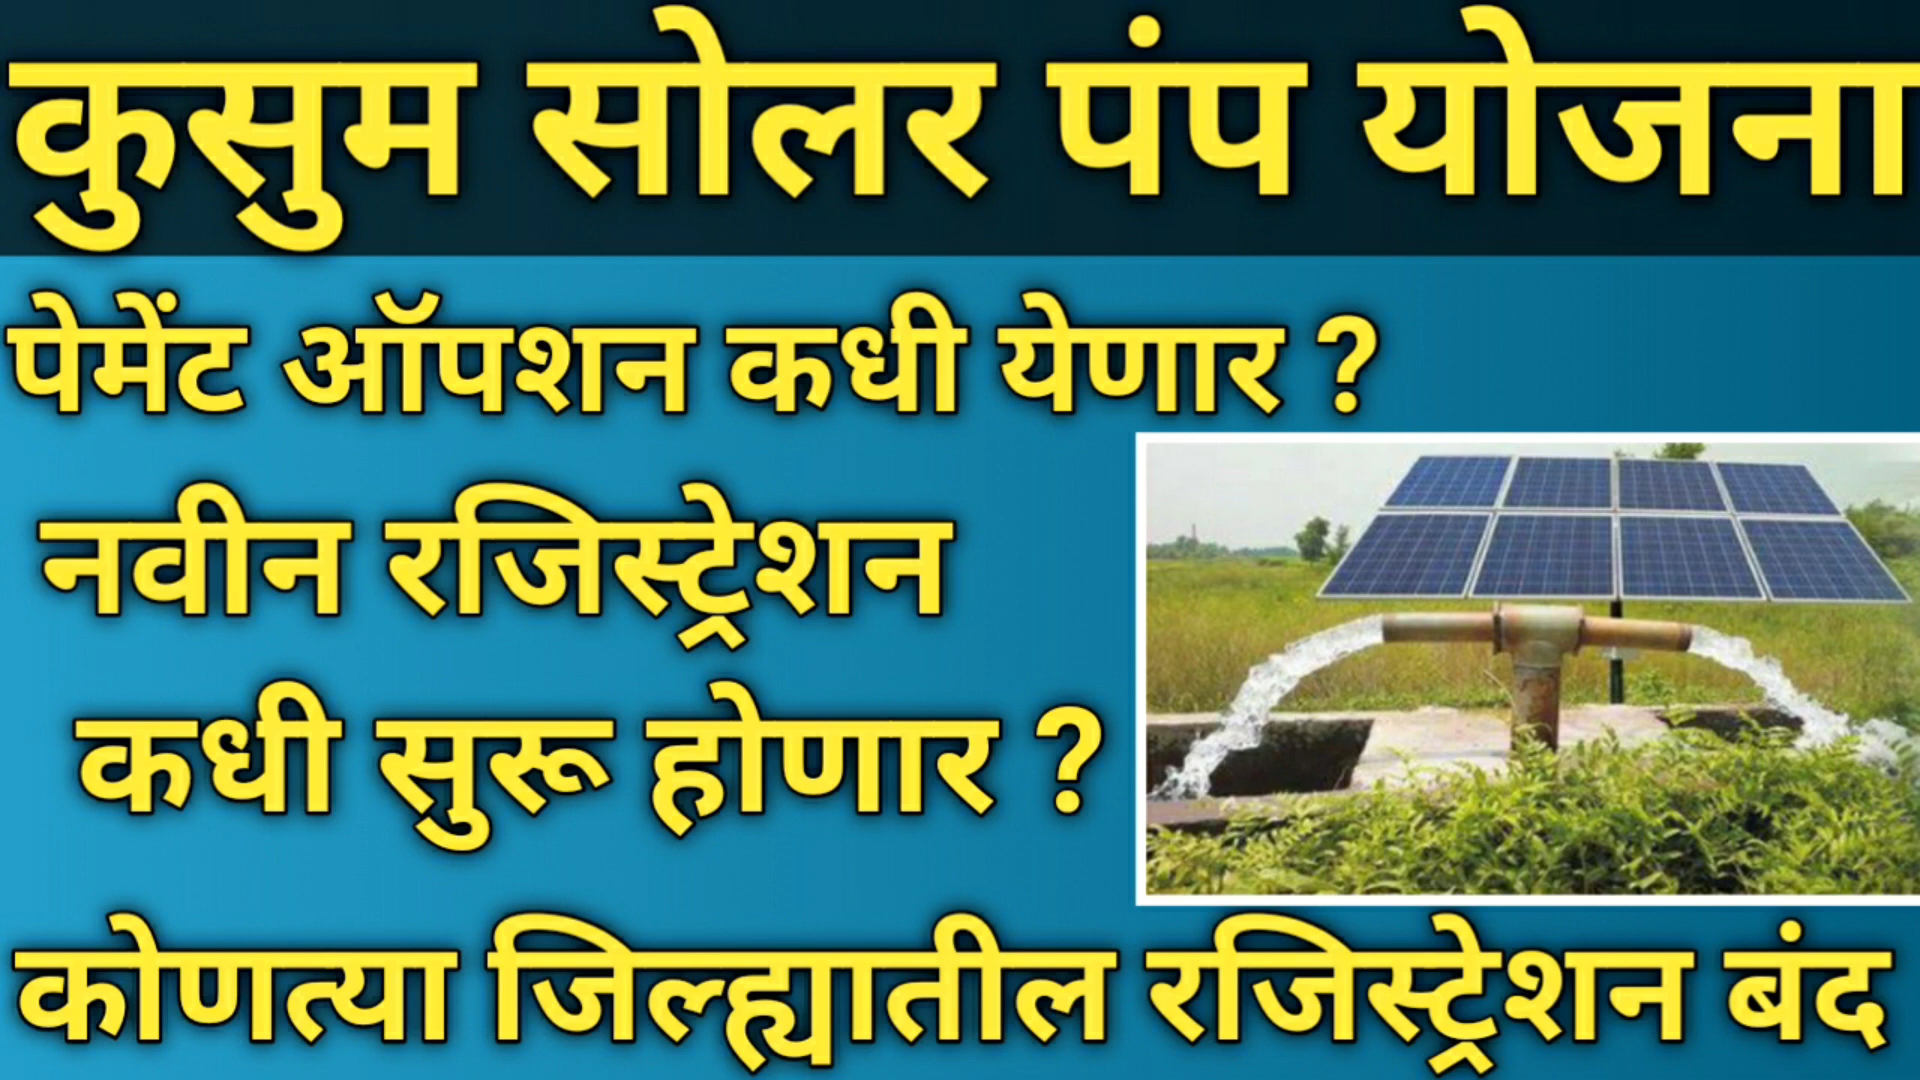 कुसुम सोलर पंप योजना
पेमेंट ऑपशन कधी येणार ?
नवीन रजिस्ट्रेशन
कधी सुरू होणार ?
कोणत्या जिल्ह्यातील रजिस्ट्रेशन बंद